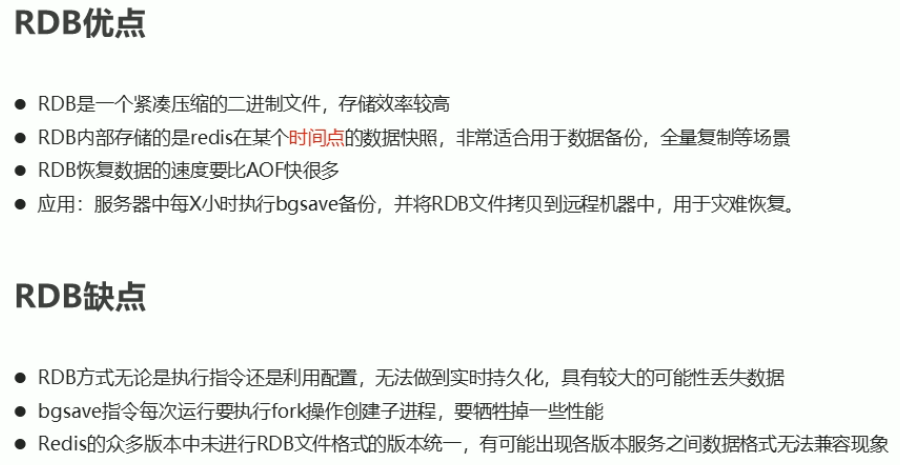 RDB优点
● RDB是一个紧凑压缩的二进制文件，存储效率较高
● RDB内部存储的是redis在某个时间点的数据快照，非常适合用于数据备份，全量复制等场景
● RDB恢复数据的速度要比AOF快很多
● 应用：服务器中每X小时执行bgsave备份，并将RDB文件拷贝到远程机器中，用于灾难恢复。
RDB缺点
● RDB方式无论是执行指令还是利用配置，无法做到实时持久化，具有较大的可能性丢失数据
● bgsave指令每次运行要执行fork操作创建子进程，要牺牲掉一些性能
● Redis的众多版本中未进行RDB文件格式的版本统一，有可能出现各版本服务之间数据格式无法兼容现象